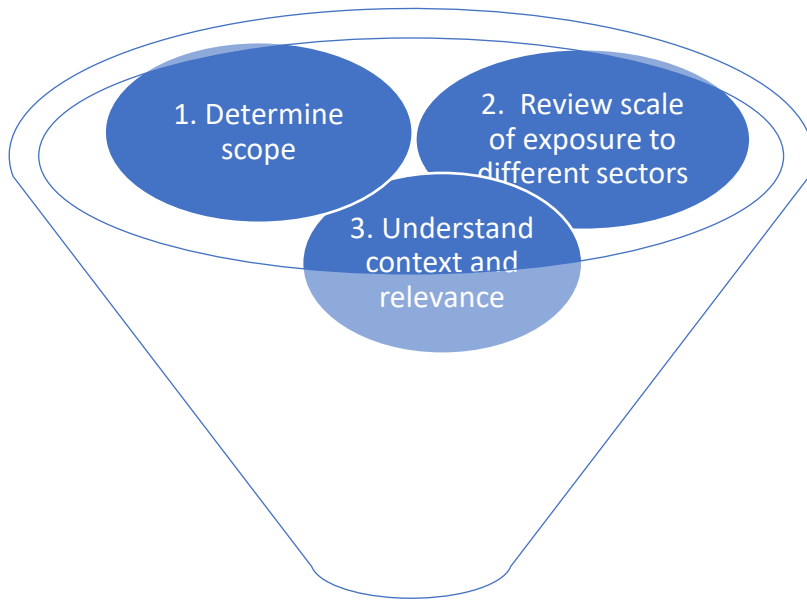 1. Determine
scope
2.  Review scale
of exposure to
different sectors
3. Understand
context and
relevance